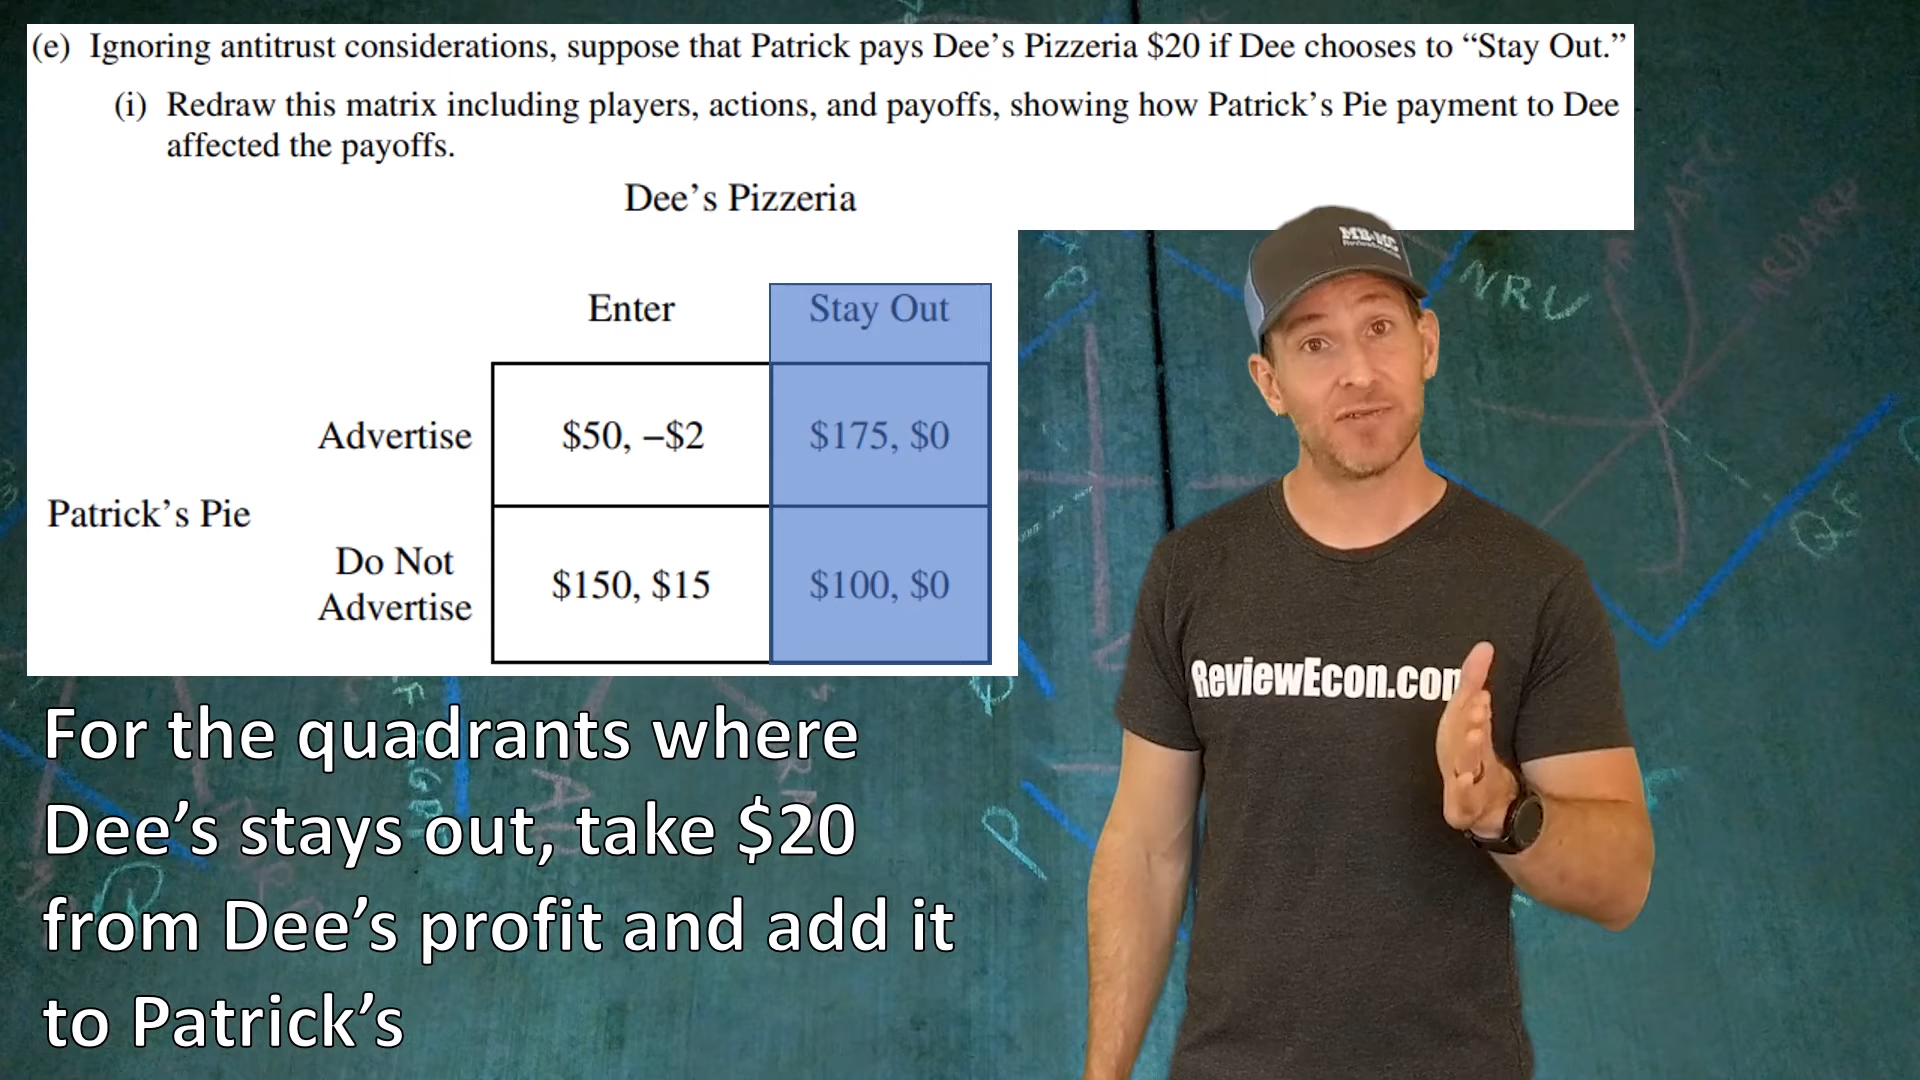 (e) Ignoring antitrust considerations, suppose that Patrick pays Dee’s Pizzeria $20 if Dee chooses to “Stay Out.”
(i) Redraw this matrix including players, actions, and payoffs, showing how Patrick’s Pie payment to Dee
affected the payoffs.
Dee’s Pizzeria
Enter
Stay Out
Advertise
$50, –$2
$175, $0
Patrick’s Pie
Do Not
Advertise
$150, $15
$100, $0
For the quadrants where
Dee’s stays out, take $20
from Dee’s profit and add it
to Patrick’s
NRU
MB=MC
ReviewEcon.com